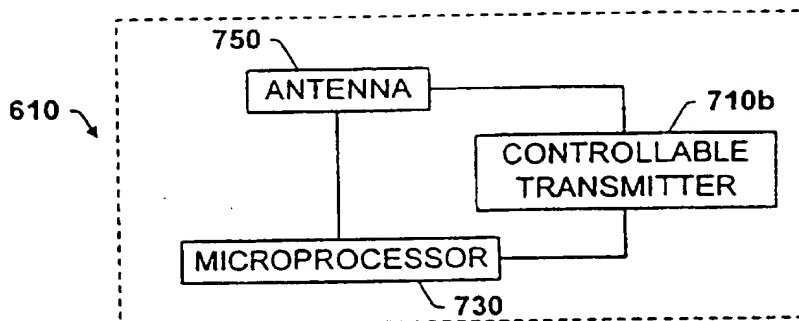 750
ANTENNA
610
710b
CONTROLLABLE
TRANSMITTER
MICROPROCESSOR
730